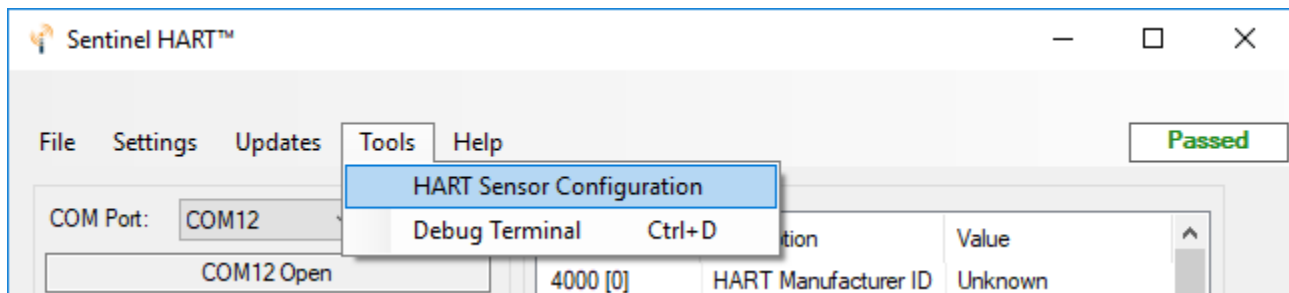 Sentinel HART™
File Settings Updates Tools Help
Passed
HART Sensor Configuration
Debug Terminal Ctrl+D
COM Port: COM12
COM12 Open
tion Value
4000 [0] HART Manufacturer ID Unknown